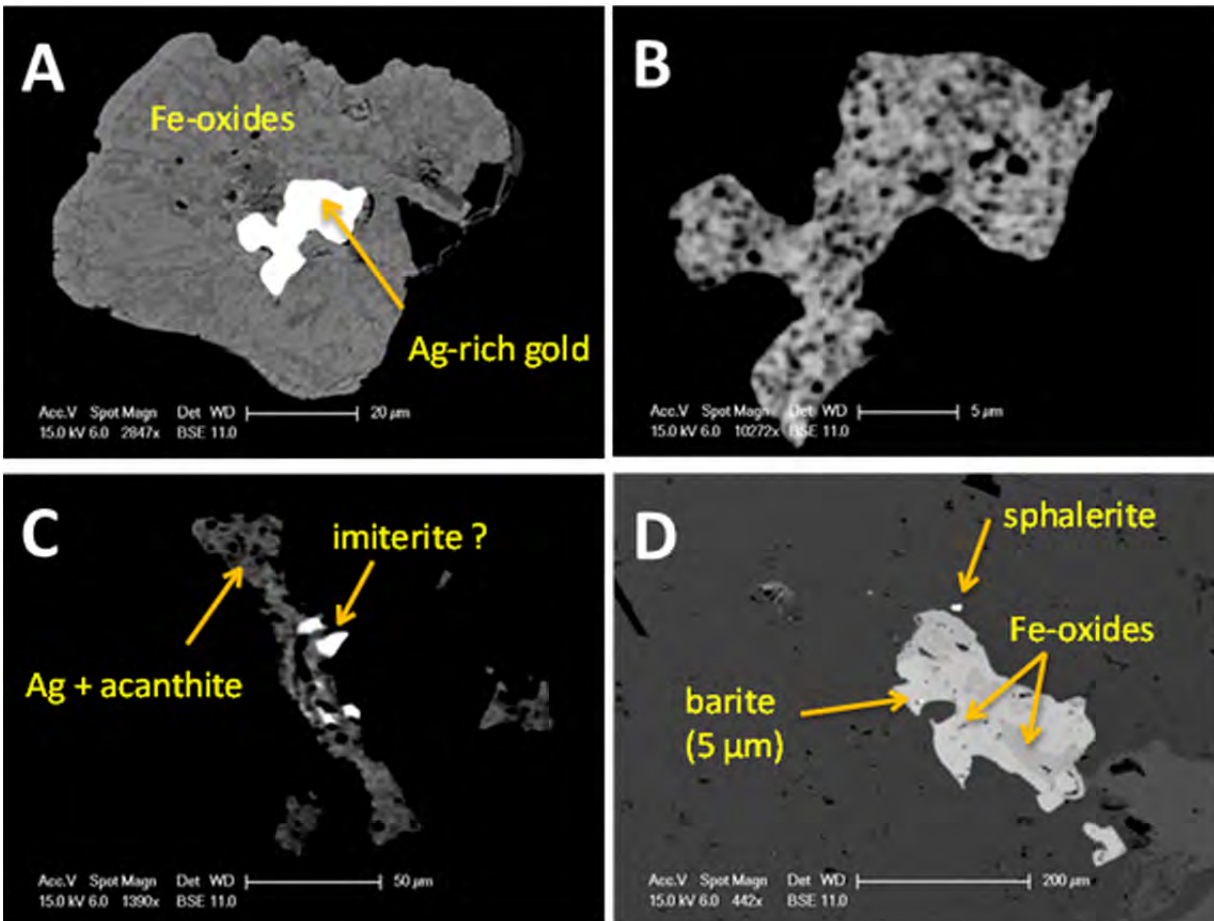 A
Fe-oxides
Ag-rich gold
Acc.V Spot Magn Det WD 20 µm
15.0 kV 6.0 2847x BSE 11.0
B
Acc.V Spot Magn Det WD 5 µm
15.0 kV 6.0 10272x BSE 11.0
C
imiterite ?
Ag + acanthite
Acc.V Spot Magn Det WD 50 µm
15.0 kV 6.0 1390x BSE 11.0
D
sphalerite
Fe-oxides
barite
(5 µm)
Acc.V Spot Magn Det WD 200 µm
15.0 kV 6.0 442x BSE 11.0